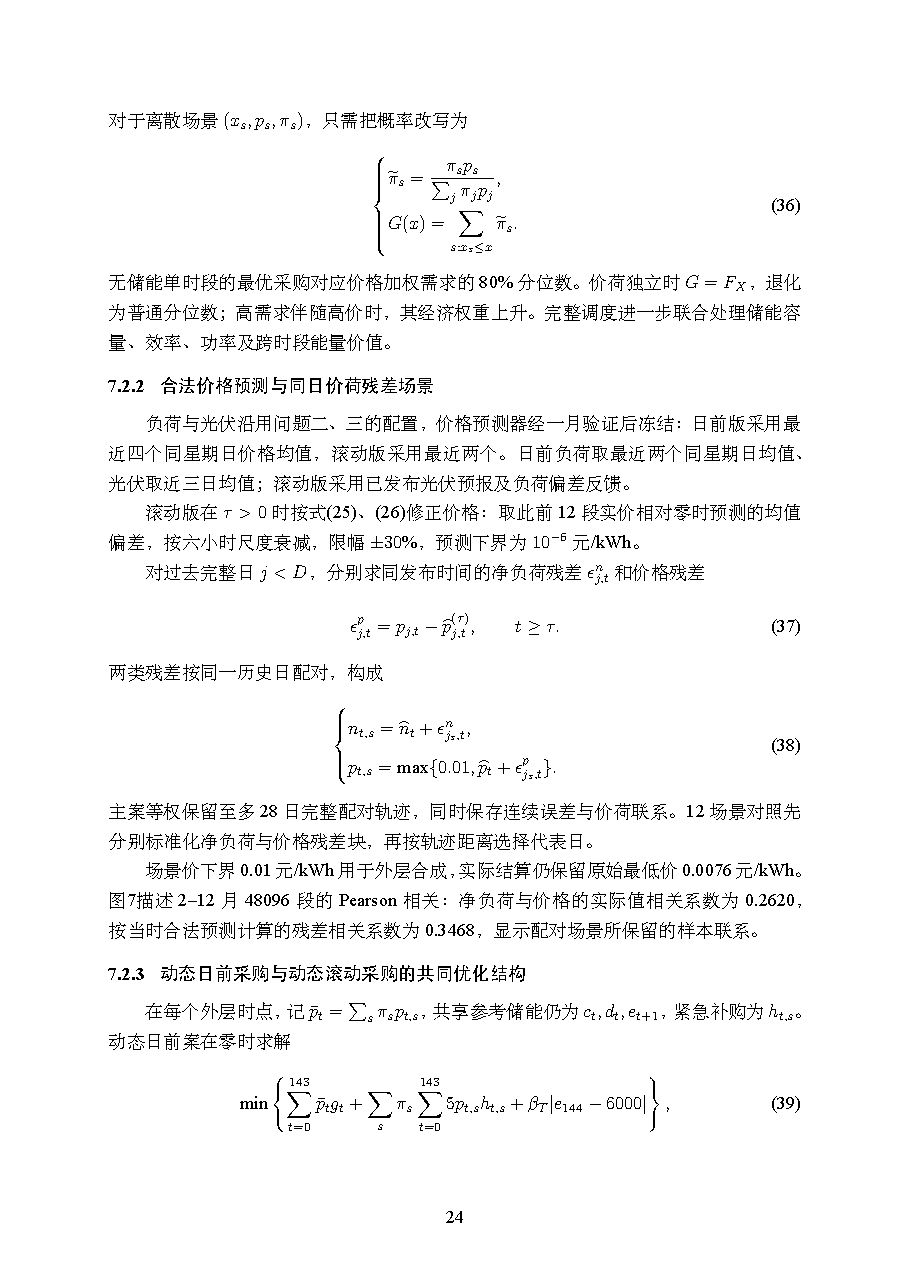 对于离散场景 (x_s, p_s, π_s)，只需把概率改写为
{ π̃_s = π_s p_s / ∑_j π_j p_j ,
G(x) = ∑_{s:x_s≤x} π̃_s. (36)
无储能单时段的最优采购对应价格加权需求的 80% 分位数。价荷独立时 G = F_X，退化
为普通分位数；高需求伴随高价时，其经济权重上升。完整调度进一步联合处理储能容
量、效率、功率及跨时段能量价值。
7.2.2 合法价格预测与同日价荷残差场景
负荷与光伏沿用问题二、三的配置，价格预测器经一月验证后冻结：日前版采用最
近四个同星期日价格均值，滚动版采用最近两个。日前负荷取最近两个同星期日均值、
光伏取近三日均值；滚动版采用已发布光伏预报及负荷偏差反馈。
滚动版在 τ > 0 时按式(25)、(26)修正价格：取此前 12 段实价相对零时预测的均值
偏差，按六小时尺度衰减，限幅 ±30%，预测下界为 10⁻⁶ 元/kWh。
对过去完整日 j < D，分别求同发布时间的净负荷残差 ϵ^n_{j,t} 和价格残差
ϵ^p_{j,t} = p_{j,t} − p̂^{(τ)}_{j,t}, t ≥ τ. (37)
两类残差按同一历史日配对，构成
{ n_{t,s} = n̂_t + ϵ^n_{j_s,t},
p_{t,s} = max{0.01, p̂_t + ϵ^p_{j_s,t}}. (38)
主案等权保留至多 28 日完整配对轨迹，同时保存连续误差与价荷联系。12 场景对照先
分别标准化净负荷与价格残差块，再按轨迹距离选择代表日。
场景价下界 0.01 元/kWh 用于外层合成，实际结算仍保留原始最低价 0.0076 元/kWh。
图7描述 2–12 月 48096 段的 Pearson 相关：净负荷与价格的实际值相关系数为 0.2620，
按当时合法预测计算的残差相关系数为 0.3468，显示配对场景所保留的样本联系。
7.2.3 动态日前采购与动态滚动采购的共同优化结构
在每个外层时点，记 p̄_t = ∑_s π_s p_{t,s}，共享参考储能仍为 c_t, d_t, e_{t+1}，紧急补购为 h_{t,s}。
动态日前案在零时求解
min { ∑_{t=0}^{143} p̄_t g_t + ∑_s π_s ∑_{t=0}^{143} 5p_{t,s} h_{t,s} + β_T |e_{144} − 6000| }, (39)
24